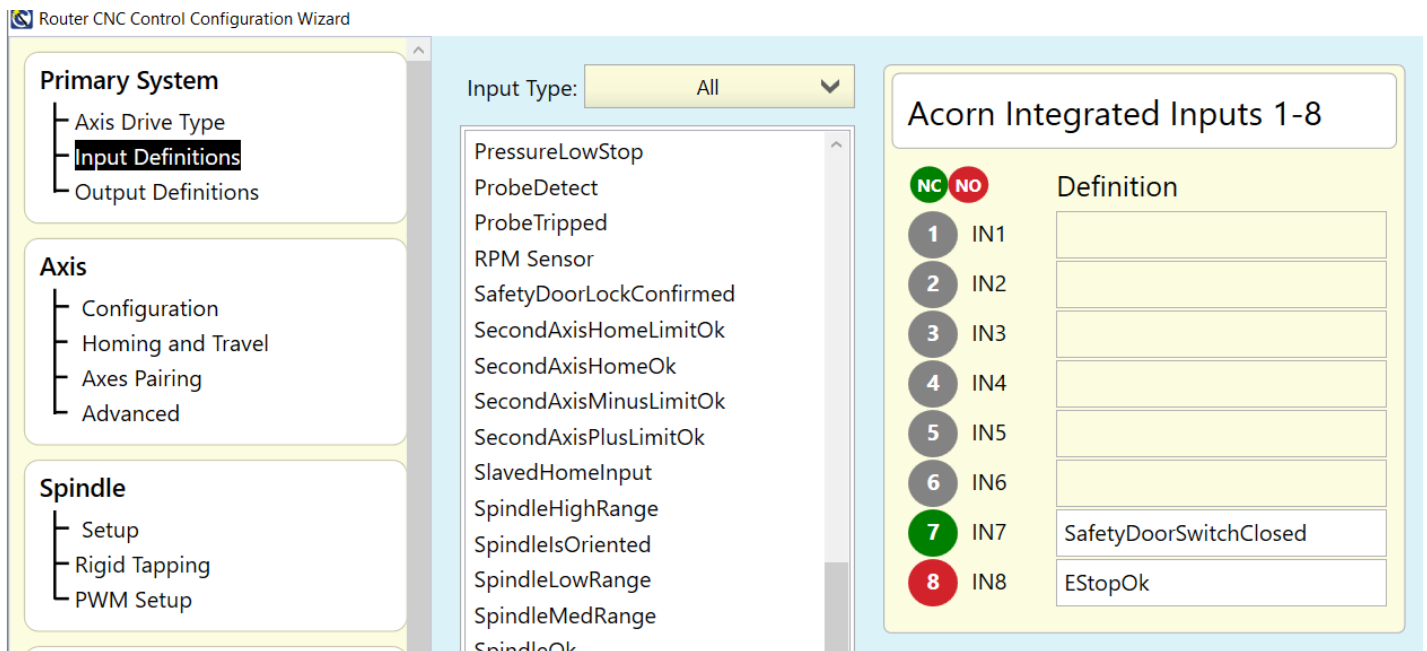 Router CNC Control Configuration Wizard
Primary System
Axis Drive Type
Input Definitions
Output Definitions
Axis
Configuration
Homing and Travel
Axes Pairing
Advanced
Spindle
Setup
Rigid Tapping
PWM Setup
Input Type: All
PressureLowStop
ProbeDetect
ProbeTripped
RPM Sensor
SafetyDoorLockConfirmed
SecondAxisHomeLimitOk
SecondAxisHomeOk
SecondAxisMinusLimitOk
SecondAxisPlusLimitOk
SlavedHomeInput
SpindleHighRange
SpindleIsOriented
SpindleLowRange
SpindleMedRange
SpindleOk
Acorn Integrated Inputs 1-8
NC NO Definition
1 IN1
2 IN2
3 IN3
4 IN4
5 IN5
6 IN6
7 IN7 SafetyDoorSwitchClosed
8 IN8 EStopOk